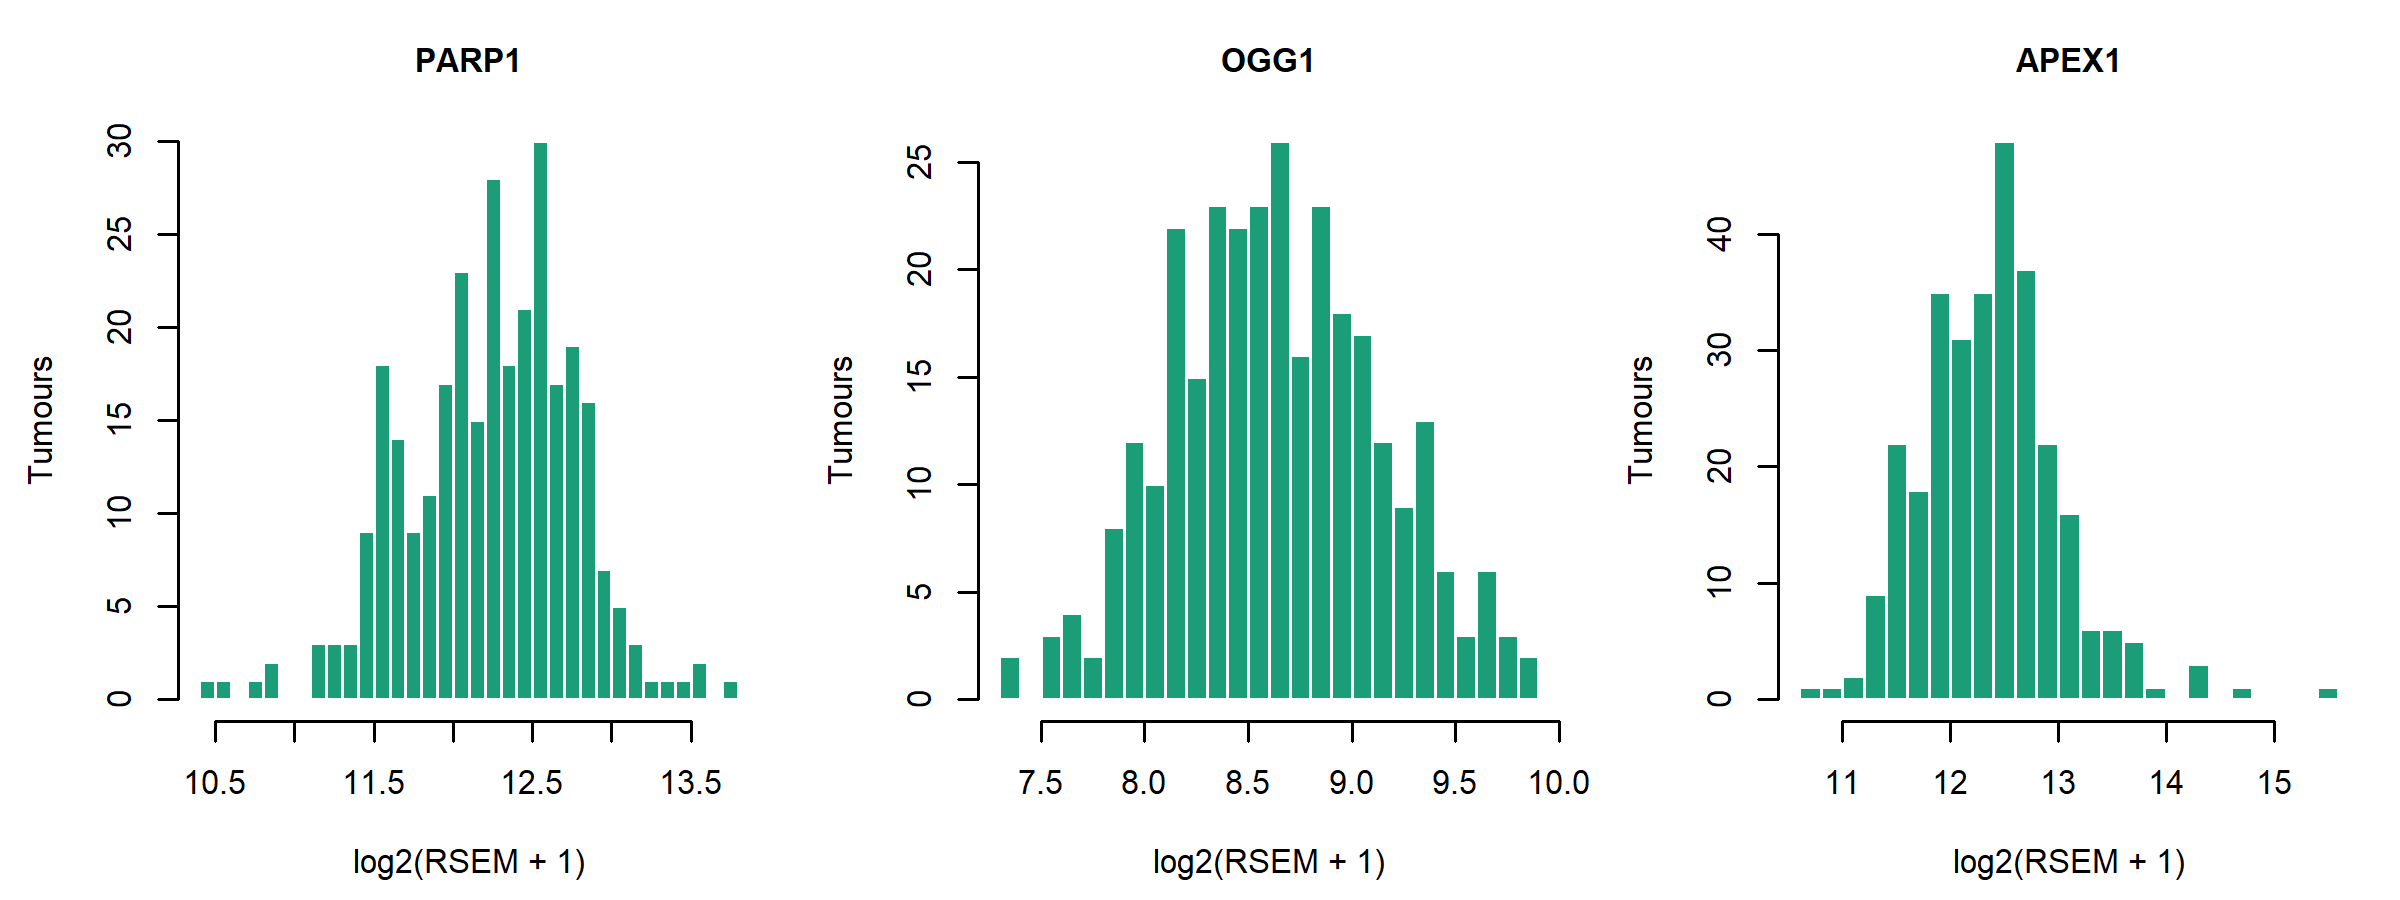 PARP1
Tumours
0 5 10 15 20 25 30
10.5 11.5 12.5 13.5
log2(RSEM + 1)
OGG1
Tumours
0 5 10 15 20 25
7.5 8.0 8.5 9.0 9.5 10.0
log2(RSEM + 1)
APEX1
Tumours
0 10 20 30 40
11 12 13 14 15
log2(RSEM + 1)